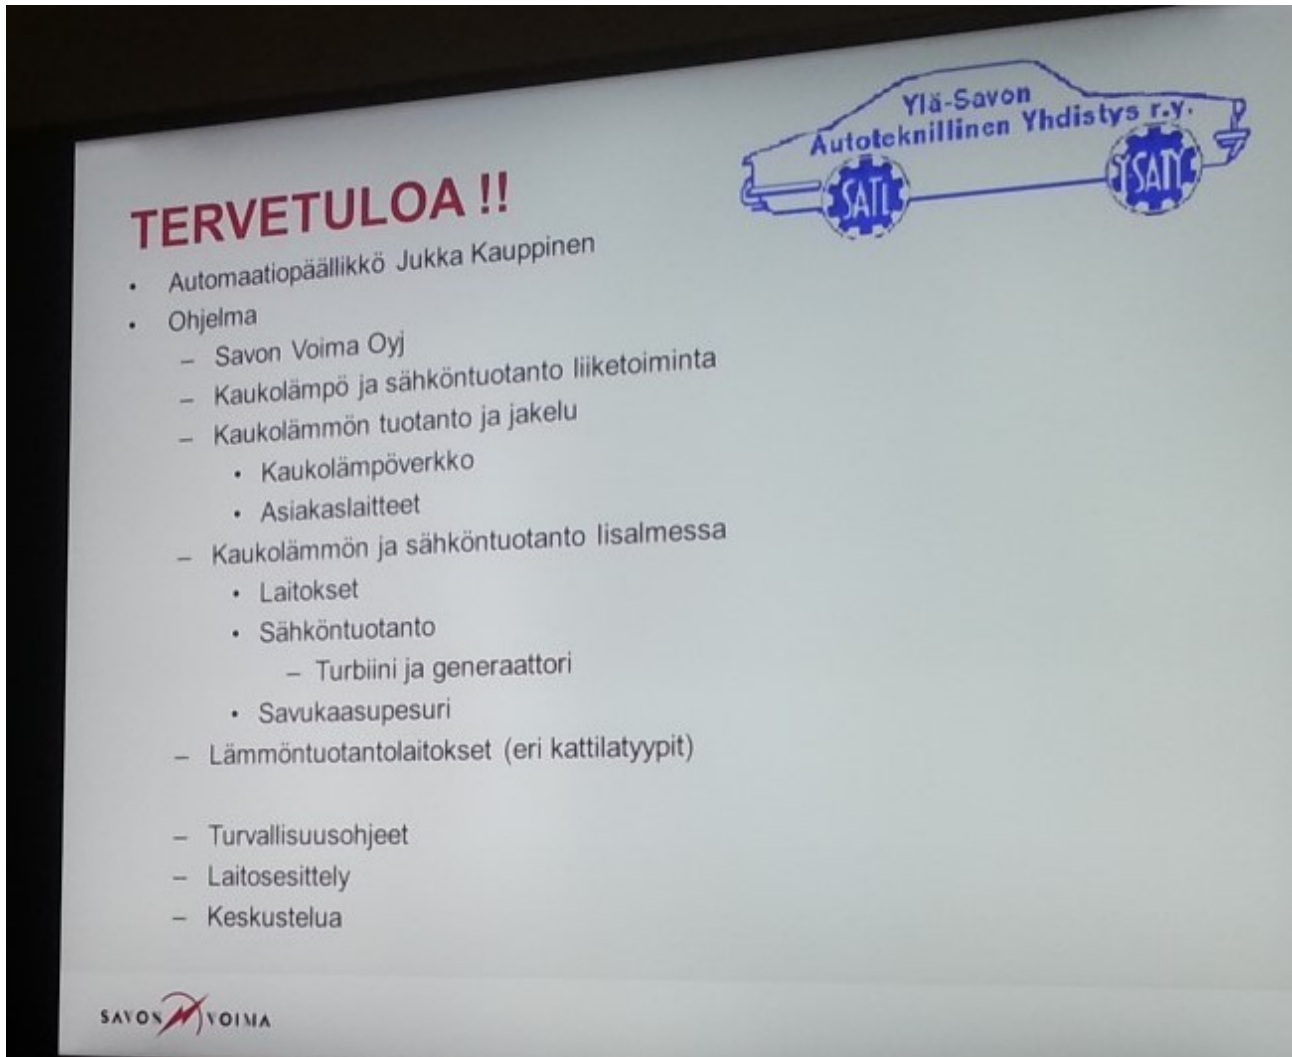 Ylä-Savon
Autoteknillinen Yhdistys r.y.
SATL
YSATY
TERVETULOA !!
• Automaatiopäällikkö Jukka Kauppinen
• Ohjelma
– Savon Voima Oyj
– Kaukolämpö ja sähköntuotanto liiketoiminta
– Kaukolämmön tuotanto ja jakelu
• Kaukolämpöverkko
• Asiakaslaitteet
– Kaukolämmön ja sähköntuotanto Iisalmessa
• Laitokset
• Sähköntuotanto
– Turbiini ja generaattori
• Savukaasupesuri
– Lämmöntuotantolaitokset (eri kattilatyypit)
– Turvallisuusohjeet
– Laitosesittely
– Keskustelua
SAVON VOIMA